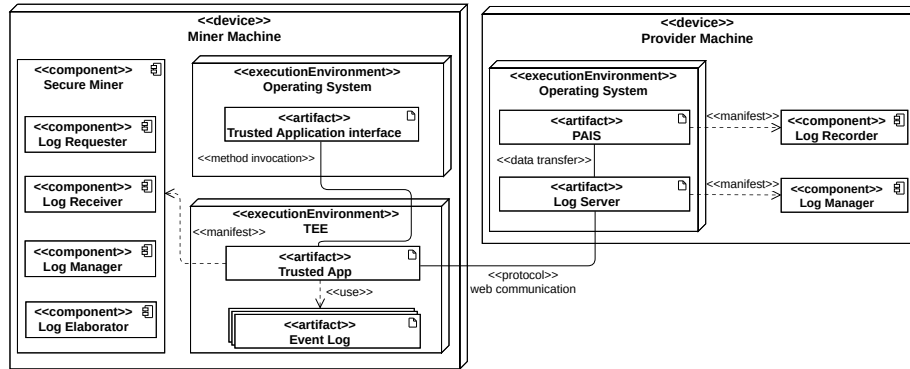 <<device>>
Miner Machine
<<component>>
Secure Miner
<<component>>
Log Requester
<<component>>
Log Receiver
<<component>>
Log Manager
<<component>>
Log Elaborator
<<executionEnvironment>>
Operating System
<<artifact>>
Trusted Application interface
<<method invocation>>
<<executionEnvironment>>
TEE
<<manifest>>
<<artifact>>
Trusted App
<<use>>
<<artifact>>
Event Log
<<protocol>>
web communication
<<device>>
Provider Machine
<<executionEnvironment>>
Operating System
<<artifact>>
PAIS
<<data transfer>>
<<artifact>>
Log Server
<<manifest>>
<<component>>
Log Recorder
<<manifest>>
<<component>>
Log Manager